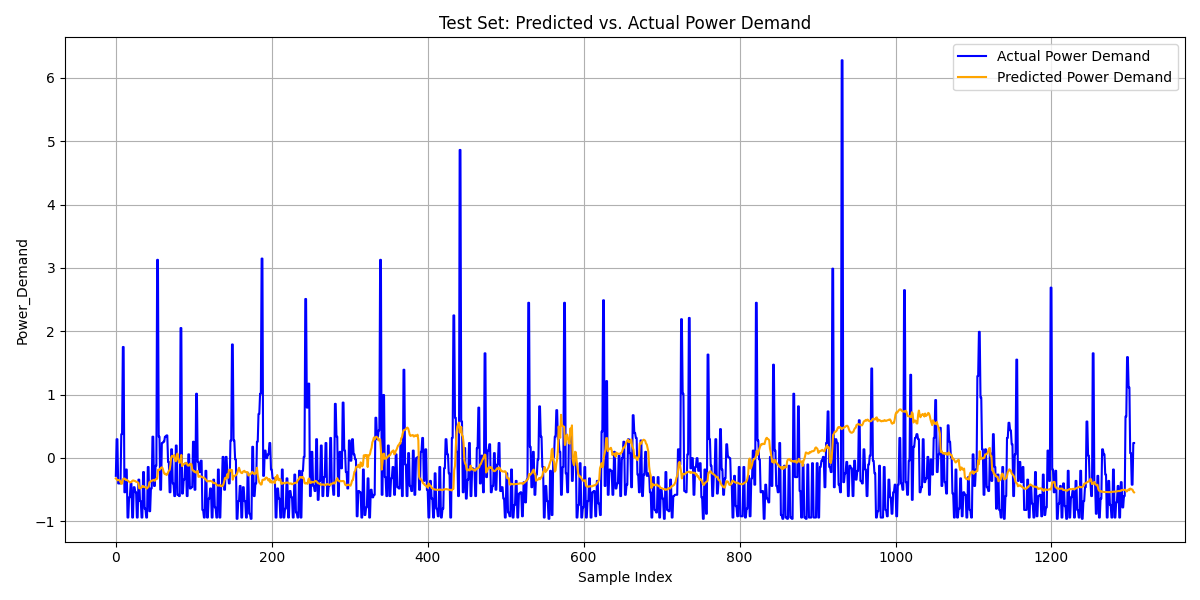 Test Set: Predicted vs. Actual Power Demand
Actual Power Demand
Predicted Power Demand
Power_Demand
6
5
4
3
2
1
0
−1
0 200 400 600 800 1000 1200
Sample Index